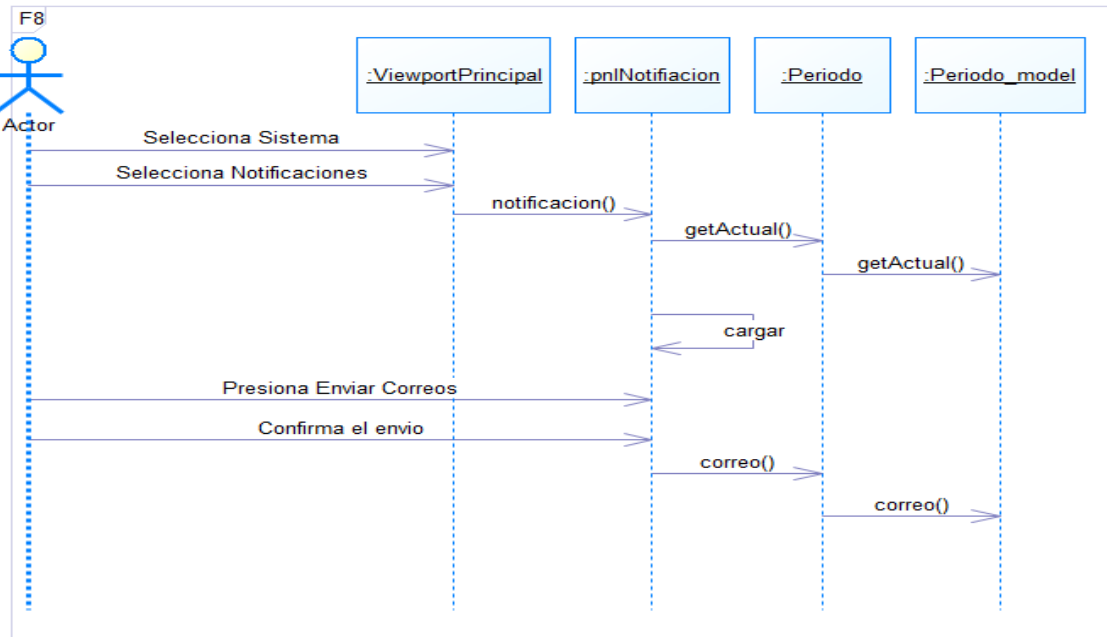 F8
:ViewportPrincipal
:pnlNotifiacion
:Periodo
:Periodo_model
Actor
Selecciona Sistema
Selecciona Notificaciones
notificacion()
getActual()
getActual()
cargar
Presiona Enviar Correos
Confirma el envio
correo()
correo()